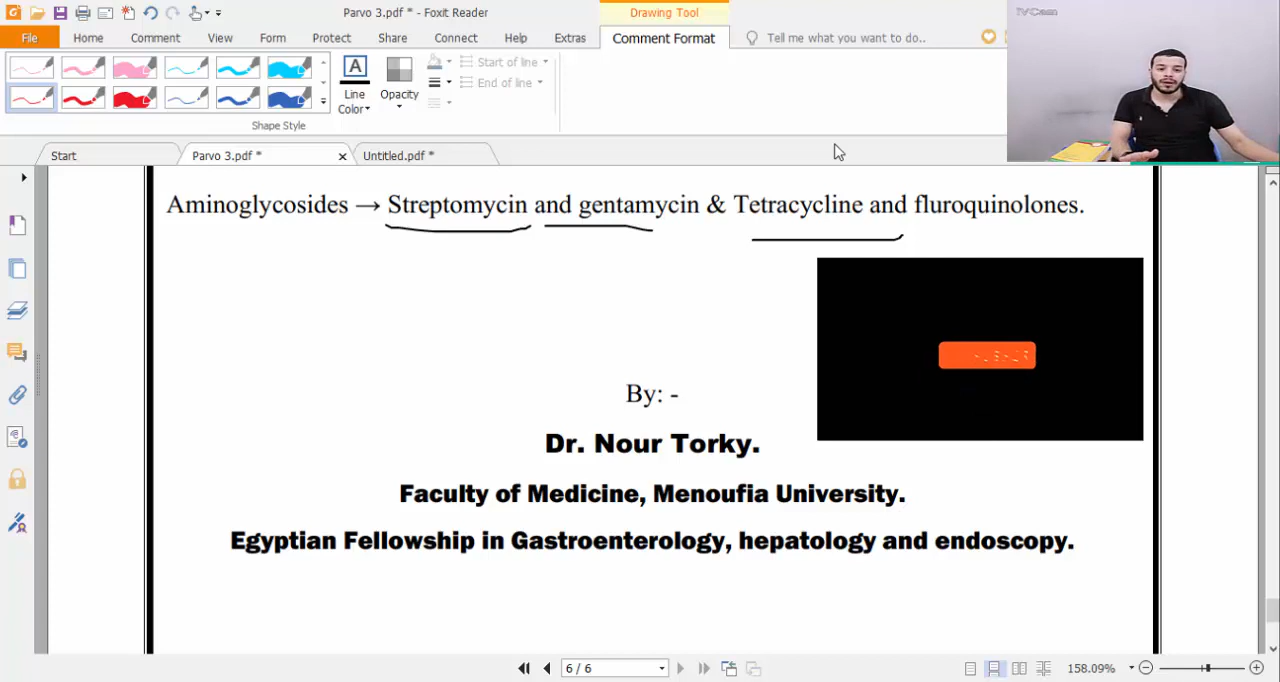 Parvo 3.pdf * - Foxit Reader
Drawing Tool
File Home Comment View Form Protect Share Connect Help Extras Comment Format Tell me what you want to do..
Start of line
End of line
Line Color
Opacity
Shape Style
Start
Parvo 3.pdf *
Untitled.pdf *
iVCam
Aminoglycosides → Streptomycin and gentamycin & Tetracycline and fluroquinolones.
By: -
Dr. Nour Torky.
Faculty of Medicine, Menoufia University.
Egyptian Fellowship in Gastroenterology, hepatology and endoscopy.
6 / 6
158.09%